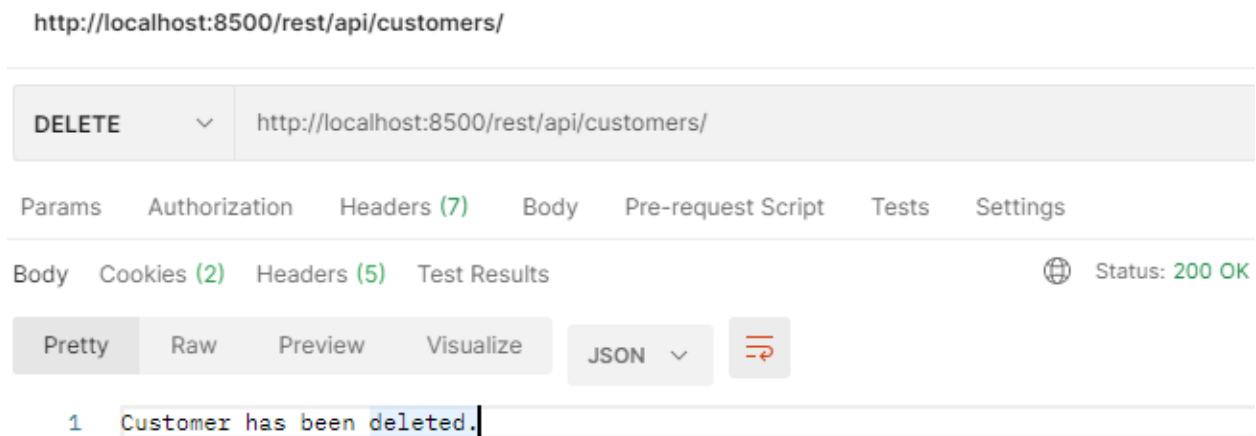 http://localhost:8500/rest/api/customers/
DELETE http://localhost:8500/rest/api/customers/
Params Authorization Headers (7) Body Pre-request Script Tests Settings
Body Cookies (2) Headers (5) Test Results Status: 200 OK
Pretty Raw Preview Visualize JSON
1 Customer has been deleted.